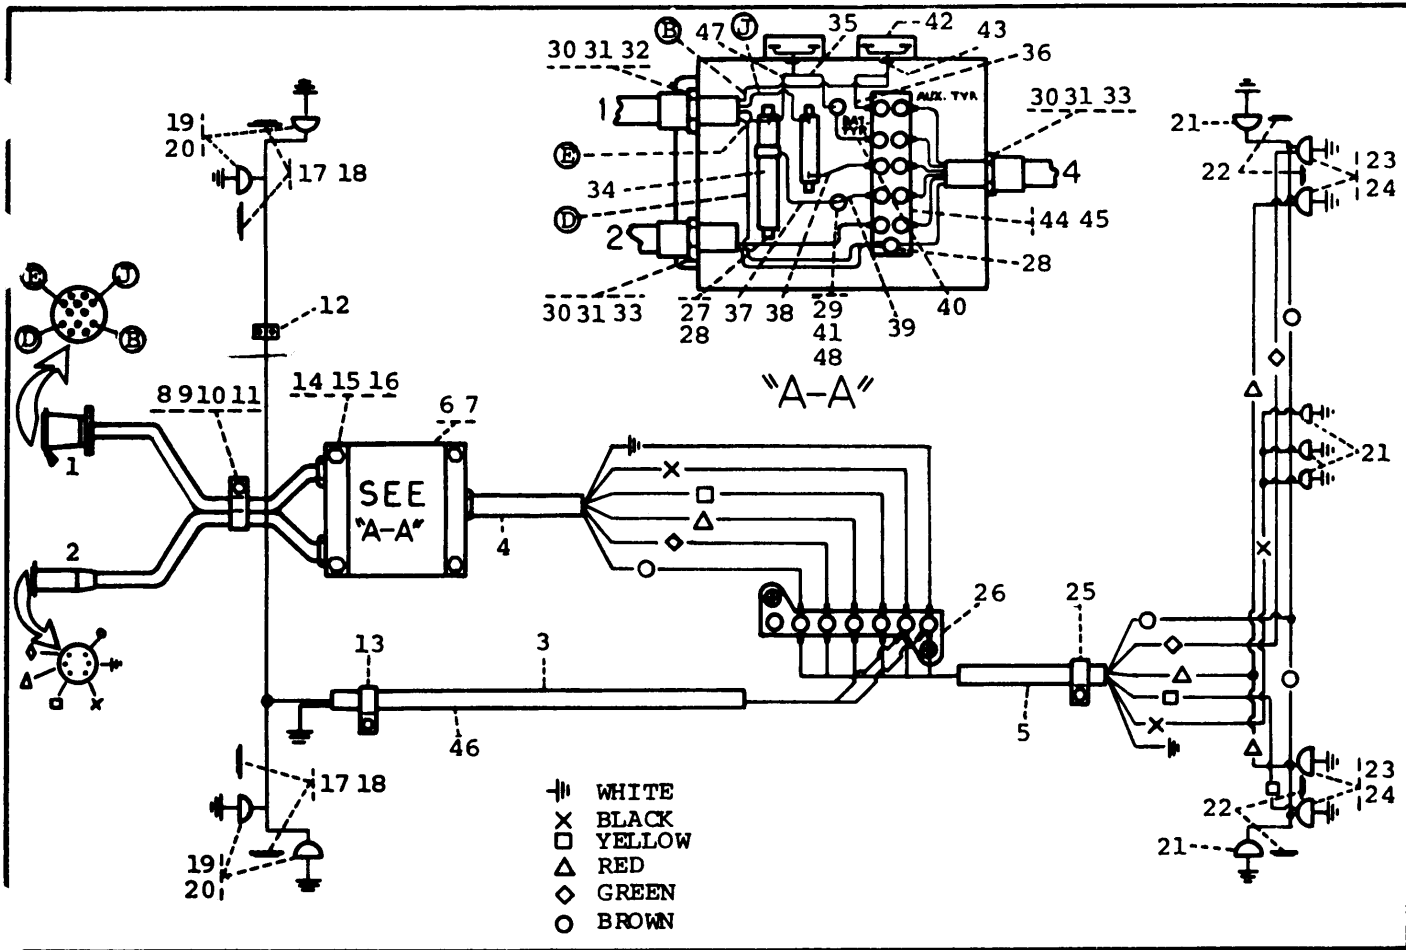 B 47 J 35 42 43 36
30 31 32
1
AUX. TYR
BAT. TYR
30 31 33
E
34
D
2
4
44 45
28
30 31 33
27
28
37 38
29
41
48
39 40
"A-A"
19
20
17 18
E J
D B
12
8 9 10 11
14 15 16
6 7
1
2
SEE
"A-A"
4
13
3
46
26
25
5
17 18
19
20
21
22
23
24
21
22
23
24
21
WHITE
BLACK
YELLOW
RED
GREEN
BROWN